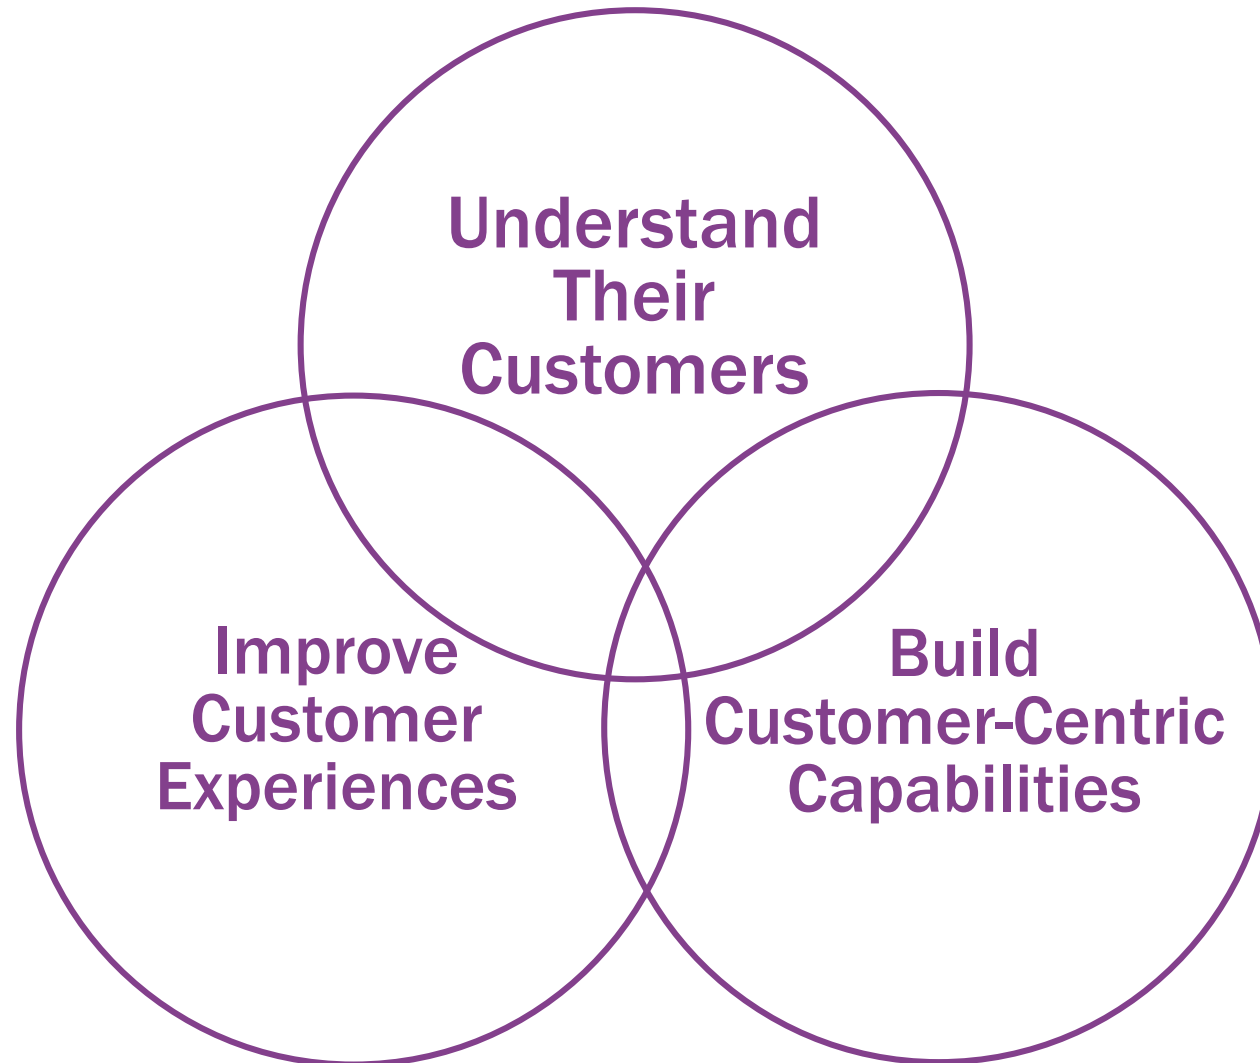 Understand
Their
Customers
Improve
Customer
Experiences
Build
Customer-Centric
Capabilities